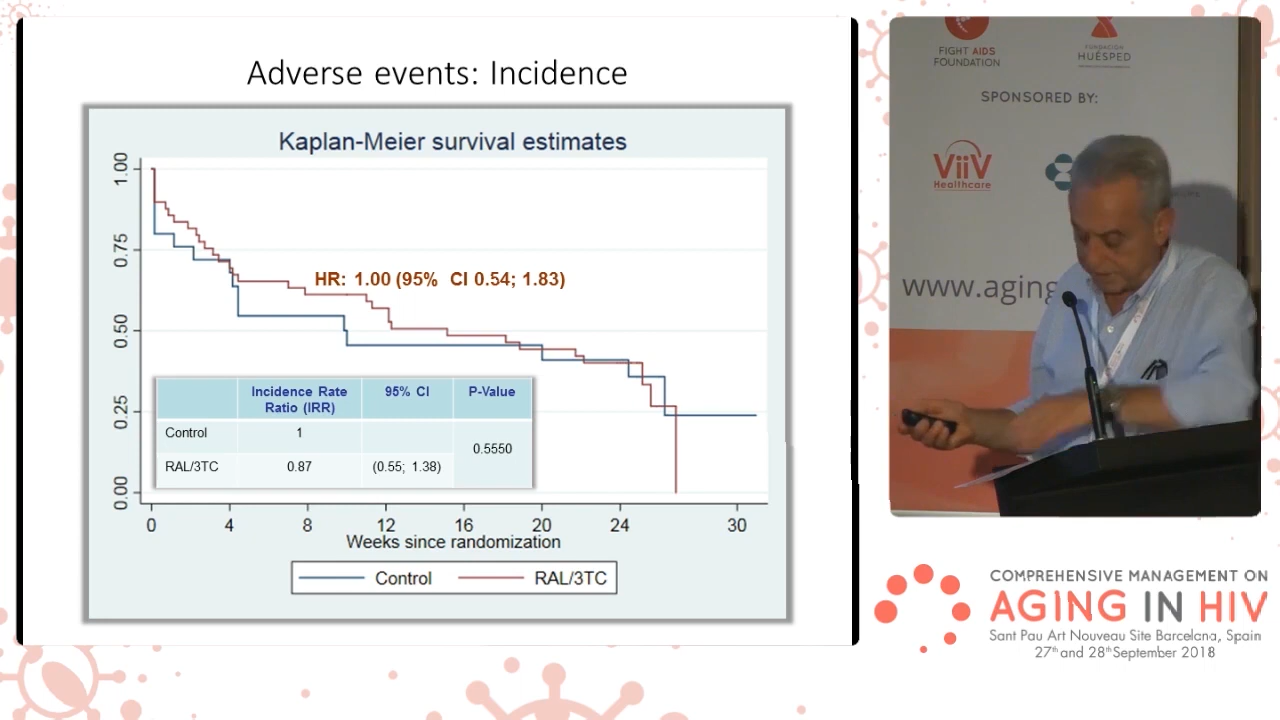 Adverse events: Incidence
Kaplan-Meier survival estimates
1.00
0.75
0.50
0.25
0.00
HR: 1.00 (95% CI 0.54; 1.83)
Incidence Rate Ratio (IRR) 95% CI P-Value
Control 1
0.5550
RAL/3TC 0.87 (0.55; 1.38)
0 4 8 12 16 20 24 30
Weeks since randomization
Control RAL/3TC
FIGHT AIDS
FOUNDATION
FUNDACIÓN
HUÉSPED
SPONSORED BY:
ViiV
Healthcare
www.aging
COMPREHENSIVE MANAGEMENT ON
AGING IN HIV
Sant Pau Art Nouveau Site Barcelona, Spain
27th and 28th September 2018